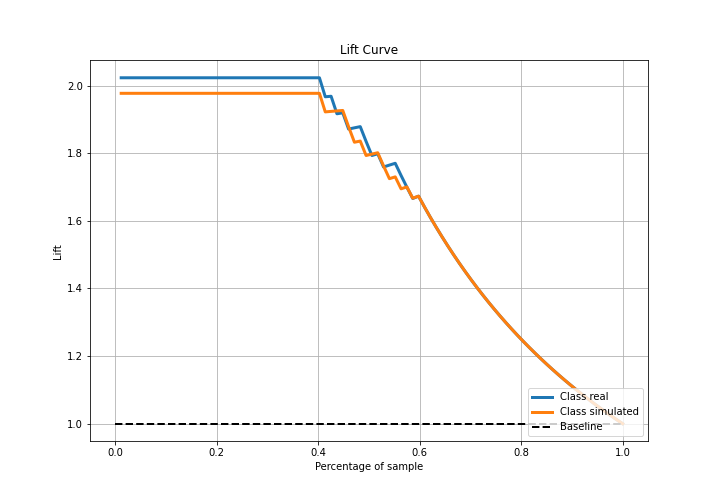 Lift Curve
2.0
1.8
1.6
1.4
1.2
1.0
Lift
Class real
Class simulated
Baseline
0.0 0.2 0.4 0.6 0.8 1.0
Percentage of sample